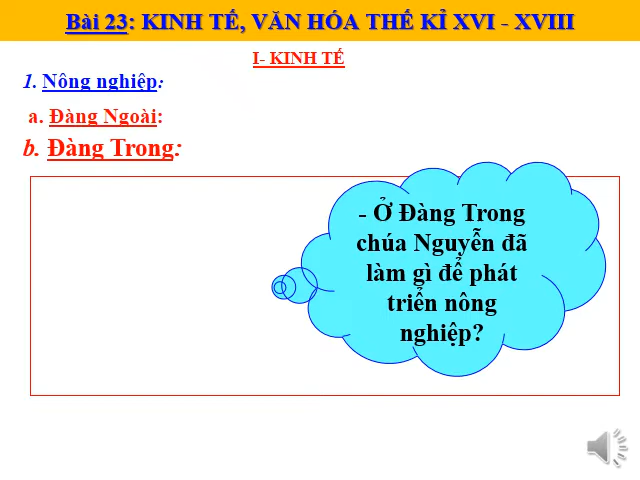 Bài 23: KINH TẾ, VĂN HÓA THẾ KỈ XVI - XVIII
I- KINH TẾ
1. Nông nghiệp:
a. Đàng Ngoài:
b. Đàng Trong:
- Ở Đàng Trong
chúa Nguyễn đã
làm gì để phát
triển nông
nghiệp?